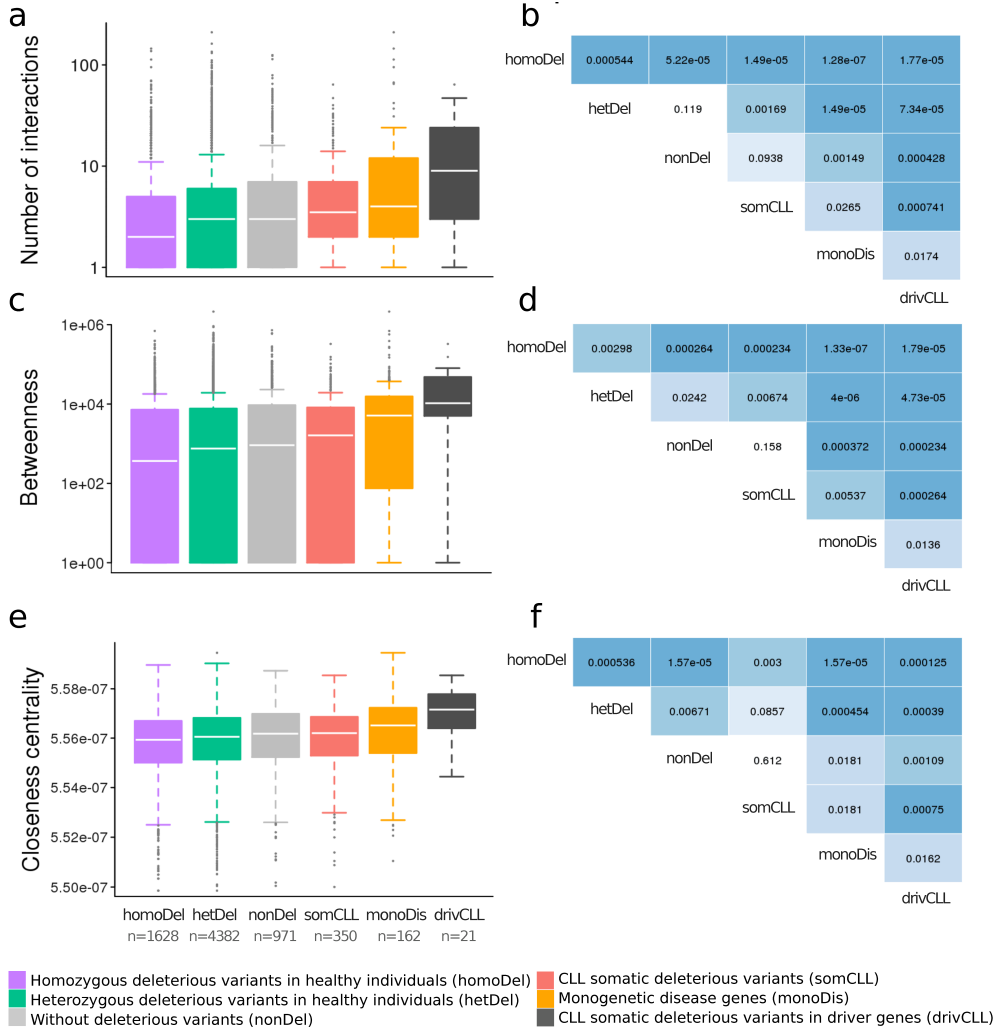 a
Number of interactions
100
10
1
b
homoDel 0.000544 5.22e-05 1.49e-05 1.28e-07 1.77e-05
hetDel 0.119 0.00169 1.49e-05 7.34e-05
nonDel 0.0938 0.00149 0.000428
somCLL 0.0265 0.000741
monoDis 0.0174
drivCLL
c
Betweenness
1e+06
1e+04
1e+02
1e+00
d
homoDel 0.00298 0.000264 0.000234 1.33e-07 1.79e-05
hetDel 0.0242 0.00674 4e-06 4.73e-05
nonDel 0.158 0.000372 0.000234
somCLL 0.00537 0.000264
monoDis 0.0136
drivCLL
e
Closeness centrality
5.58e-07
5.56e-07
5.54e-07
5.52e-07
5.50e-07
homoDel hetDel nonDel somCLL monoDis drivCLL
n=1628 n=4382 n=971 n=350 n=162 n=21
f
homoDel 0.000536 1.57e-05 0.003 1.57e-05 0.000125
hetDel 0.00671 0.0857 0.000454 0.00039
nonDel 0.612 0.0181 0.00109
somCLL 0.0181 0.00075
monoDis 0.0162
drivCLL
Homozygous deleterious variants in healthy individuals (homoDel)
Heterozygous deleterious variants in healthy individuals (hetDel)
Without deleterious variants (nonDel)
CLL somatic deleterious variants (somCLL)
Monogenetic disease genes (monoDis)
CLL somatic deleterious variants in driver genes (drivCLL)